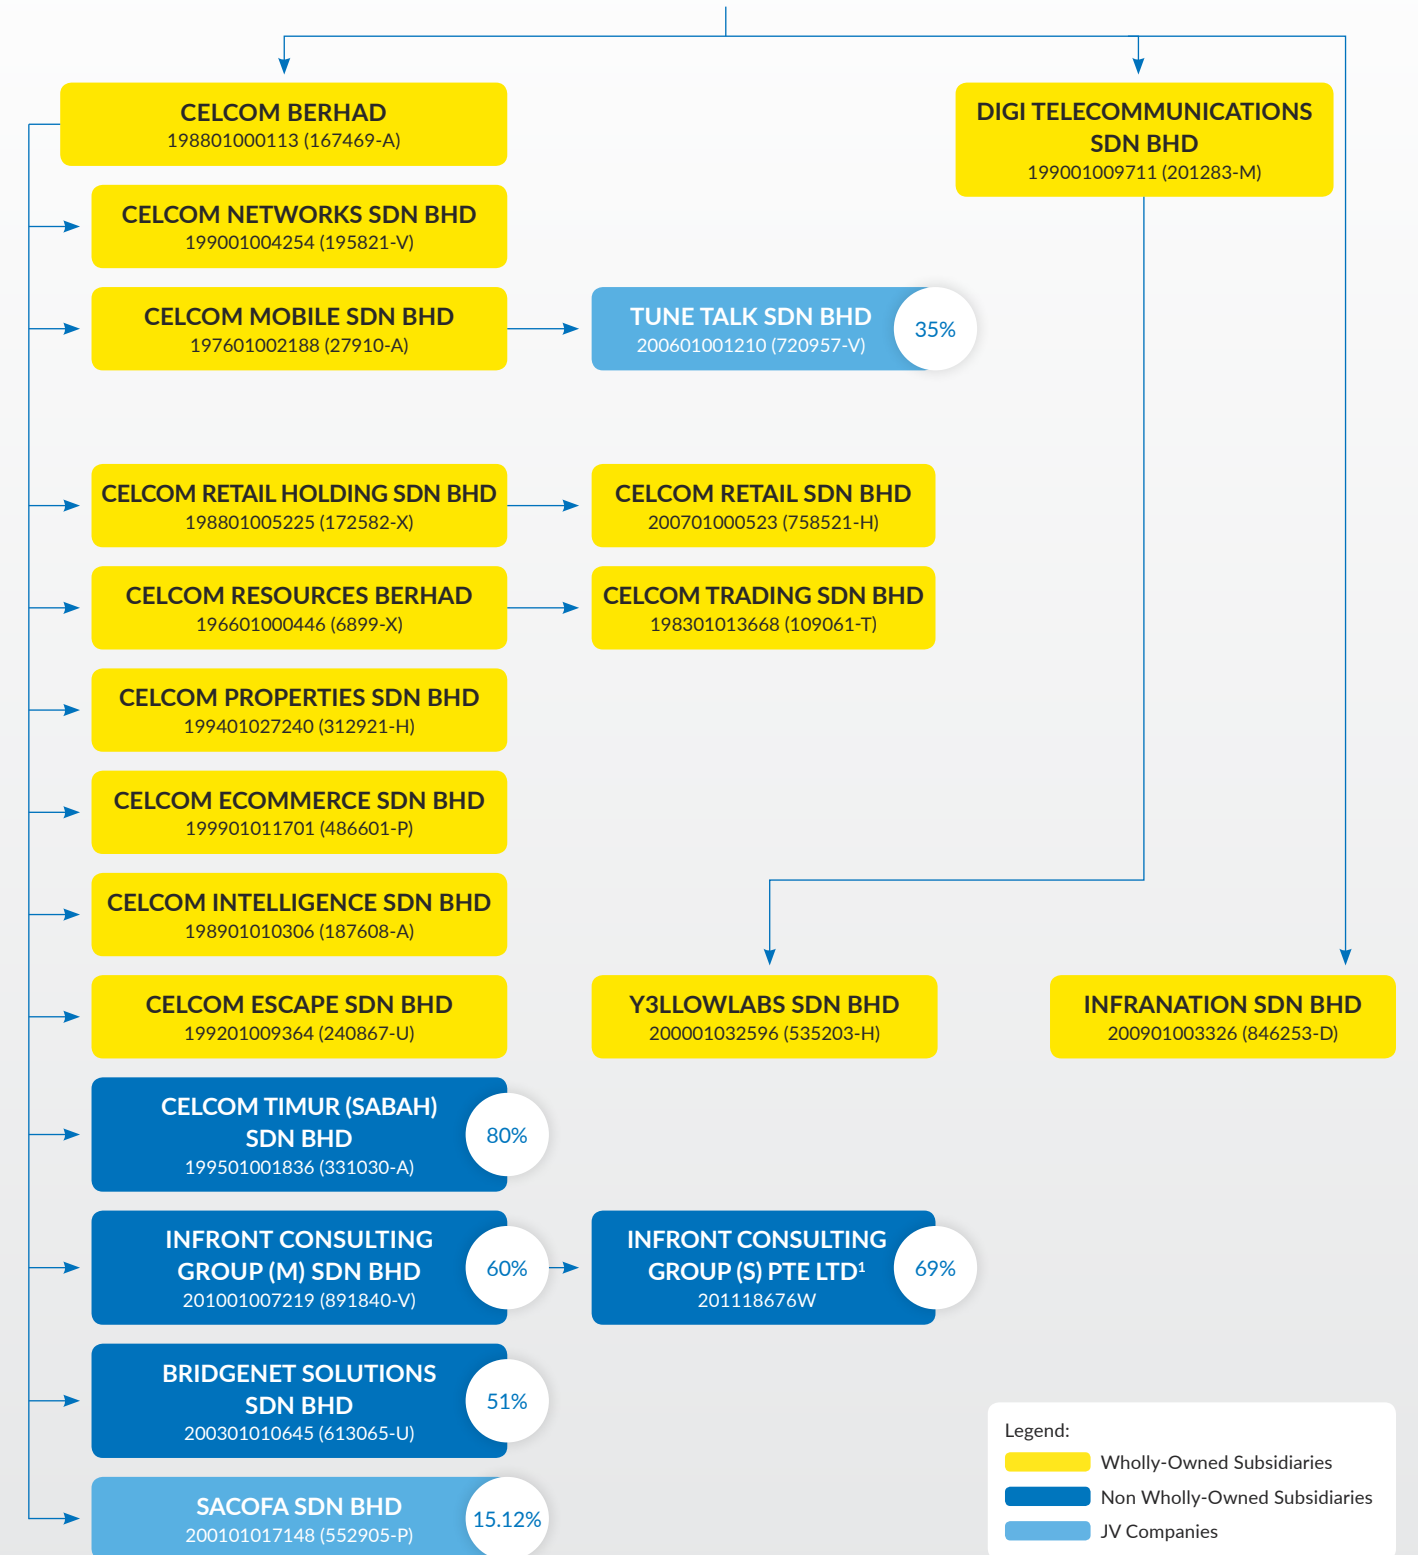 CELCOM BERHAD
198801000113 (167469-A)
DIGI TELECOMMUNICATIONS
SDN BHD
199001009711 (201283-M)
CELCOM NETWORKS SDN BHD
199001004254 (195821-V)
CELCOM MOBILE SDN BHD
197601002188 (27910-A)
TUNE TALK SDN BHD
200601001210 (720957-V)
35%
CELCOM RETAIL HOLDING SDN BHD
198801005225 (172582-X)
CELCOM RETAIL SDN BHD
200701000523 (758521-H)
CELCOM RESOURCES BERHAD
196601000446 (6899-X)
CELCOM TRADING SDN BHD
198301013668 (109061-T)
CELCOM PROPERTIES SDN BHD
199401027240 (312921-H)
CELCOM ECOMMERCE SDN BHD
199901011701 (486601-P)
CELCOM INTELLIGENCE SDN BHD
198901010306 (187608-A)
CELCOM ESCAPE SDN BHD
199201009364 (240867-U)
Y3LLOWLABS SDN BHD
200001032596 (535203-H)
INFRANATION SDN BHD
200901003326 (846253-D)
CELCOM TIMUR (SABAH)
SDN BHD
199501001836 (331030-A)
80%
INFRONT CONSULTING
GROUP (M) SDN BHD
201001007219 (891840-V)
60%
INFRONT CONSULTING
GROUP (S) PTE LTD¹
201118676W
69%
BRIDGENET SOLUTIONS
SDN BHD
200301010645 (613065-U)
51%
SACOFA SDN BHD
200101017148 (552905-P)
15.12%
Legend:
Wholly-Owned Subsidiaries
Non Wholly-Owned Subsidiaries
JV Companies